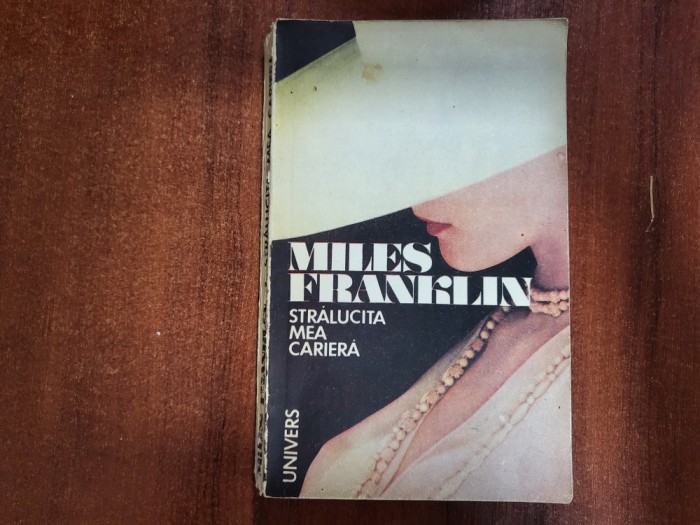 MILES
FRANKLIN
STRĂLUCITA
MEA
CARIERĂ
UNIVERS